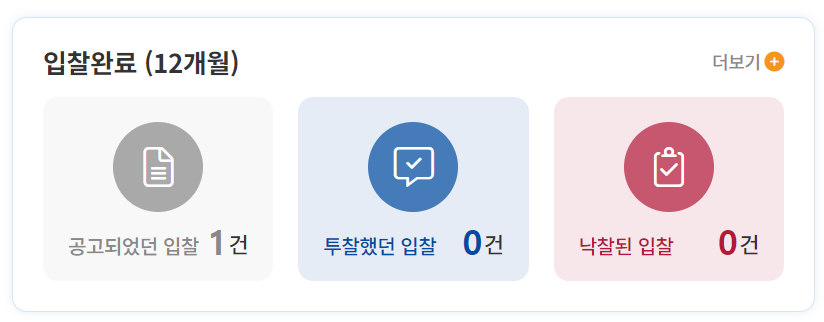 입찰완료 (12개월)
더보기
공고되었던 입찰 1 건
투찰했던 입찰 0 건
낙찰된 입찰 0 건